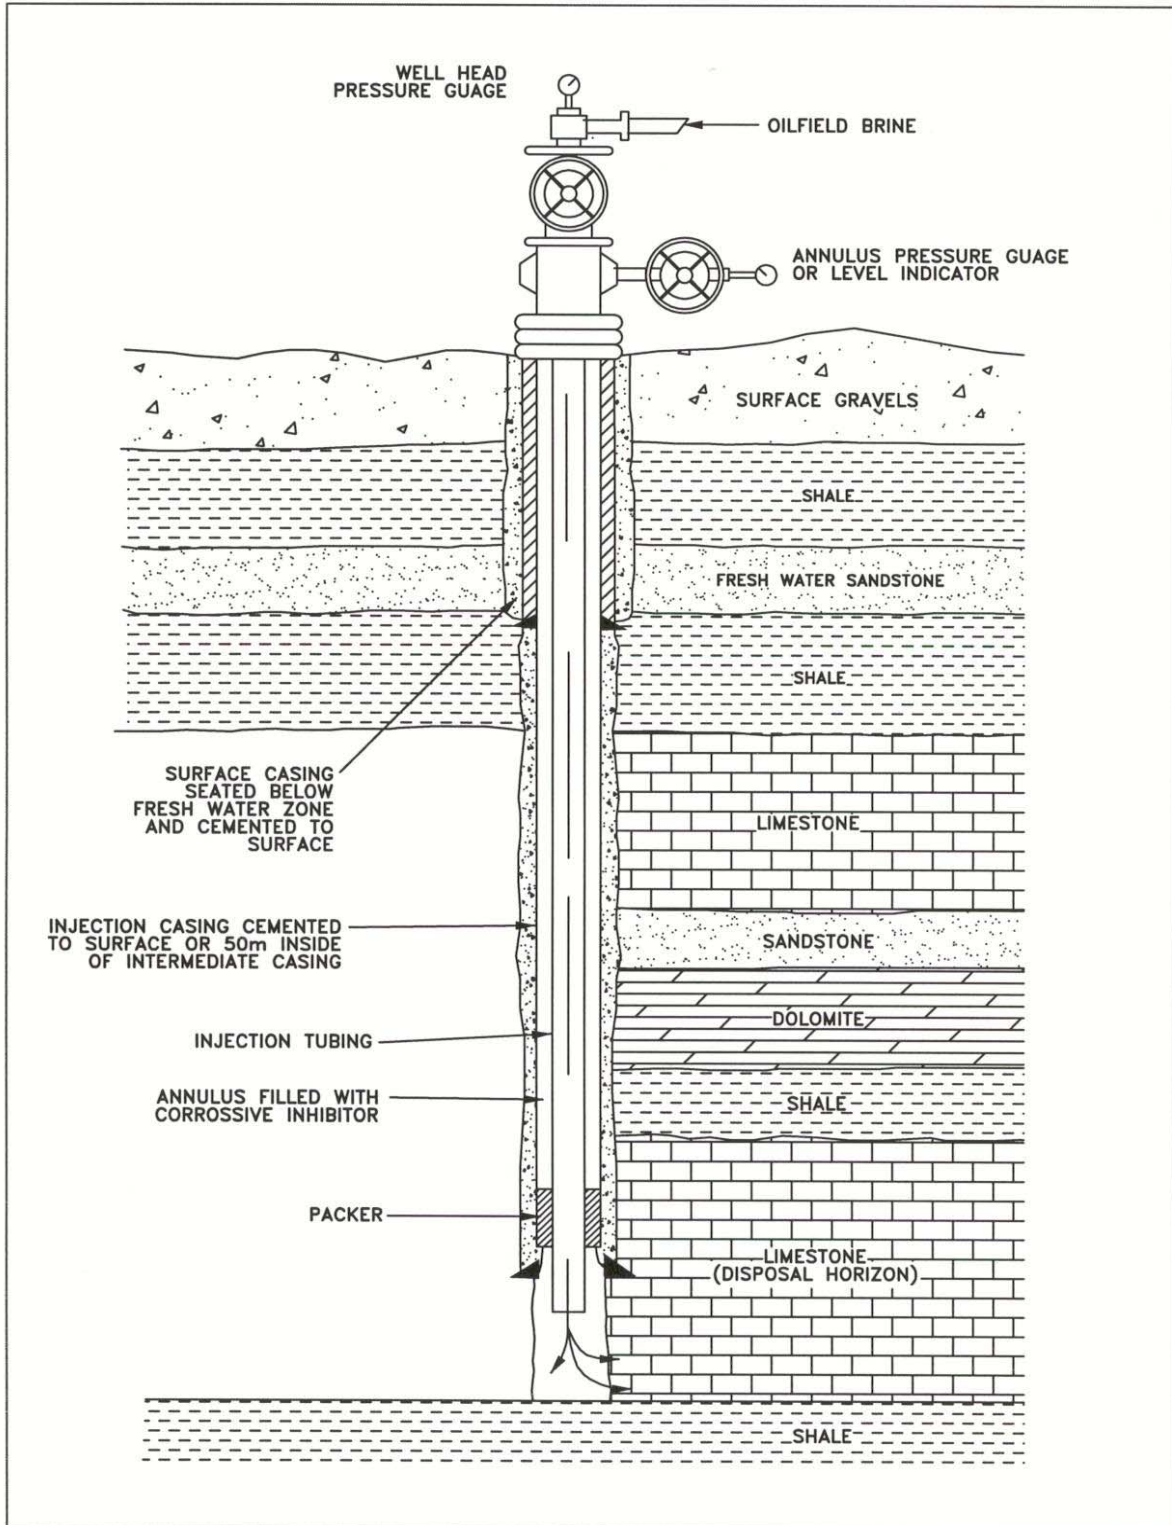 WELL HEAD
PRESSURE GUAGE
OILFIELD BRINE
ANNULUS PRESSURE GUAGE
OR LEVEL INDICATOR
SURFACE GRAVELS
SHALE
FRESH WATER SANDSTONE
SHALE
SURFACE CASING
SEATED BELOW
FRESH WATER ZONE
AND CEMENTED TO
SURFACE
LIMESTONE
INJECTION CASING CEMENTED
TO SURFACE OR 50m INSIDE
OF INTERMEDIATE CASING
SANDSTONE
DOLOMITE
INJECTION TUBING
ANNULUS FILLED WITH
CORROSSIVE INHIBITOR
SHALE
PACKER
LIMESTONE
(DISPOSAL HORIZON)
SHALE